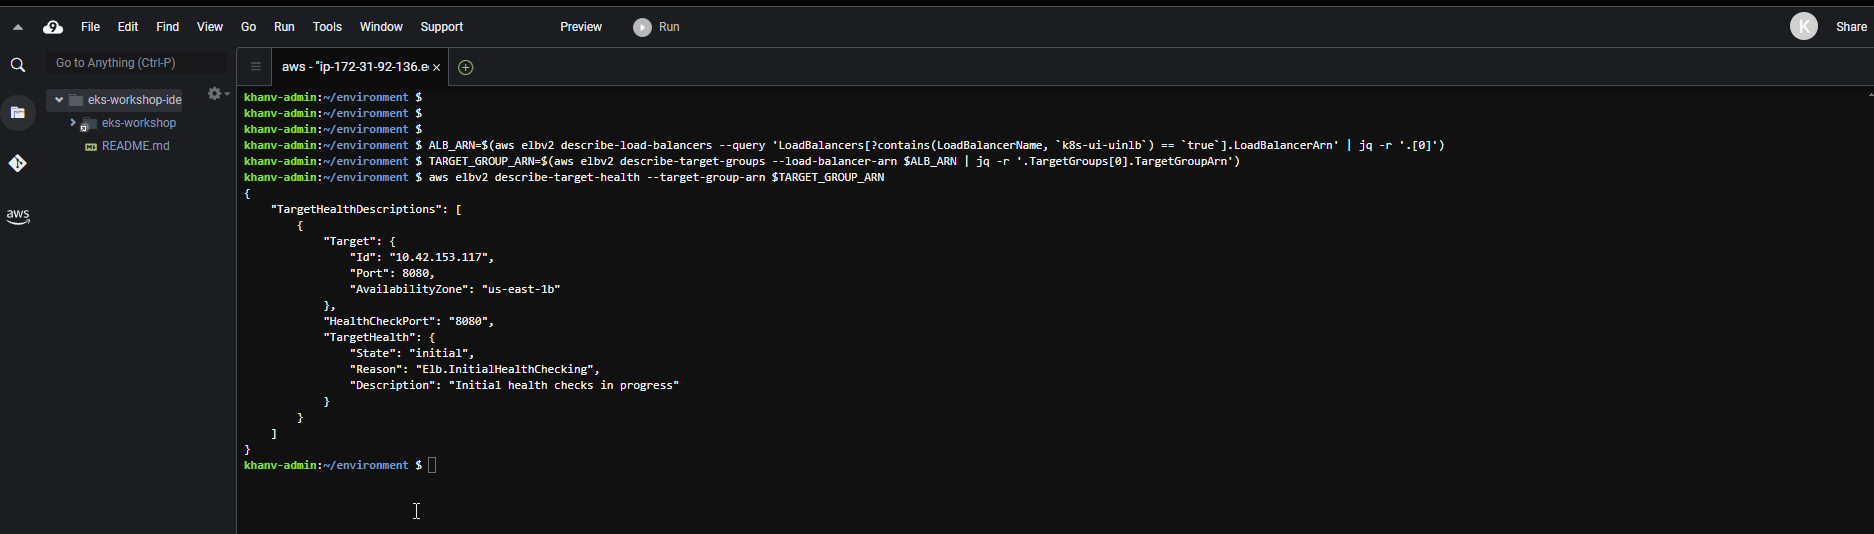 File Edit Find View Go Run Tools Window Support Preview Run K Share
Go to Anything (Ctrl-P)
aws - "ip-172-31-92-136.e
eks-workshop-ide
eks-workshop
README.md
aws
khanv-admin:~/environment $
khanv-admin:~/environment $
khanv-admin:~/environment $
khanv-admin:~/environment $ ALB_ARN=$(aws elbv2 describe-load-balancers --query 'LoadBalancers[?contains(LoadBalancerName, `k8s-ui-uinlb`) == `true`].LoadBalancerArn' | jq -r '.[0]')
khanv-admin:~/environment $ TARGET_GROUP_ARN=$(aws elbv2 describe-target-groups --load-balancer-arn $ALB_ARN | jq -r '.TargetGroups[0].TargetGroupArn')
khanv-admin:~/environment $ aws elbv2 describe-target-health --target-group-arn $TARGET_GROUP_ARN
{
    "TargetHealthDescriptions": [
        {
            "Target": {
                "Id": "10.42.153.117",
                "Port": 8080,
                "AvailabilityZone": "us-east-1b"
            },
            "HealthCheckPort": "8080",
            "TargetHealth": {
                "State": "initial",
                "Reason": "Elb.InitialHealthChecking",
                "Description": "Initial health checks in progress"
            }
        }
    ]
}
khanv-admin:~/environment $